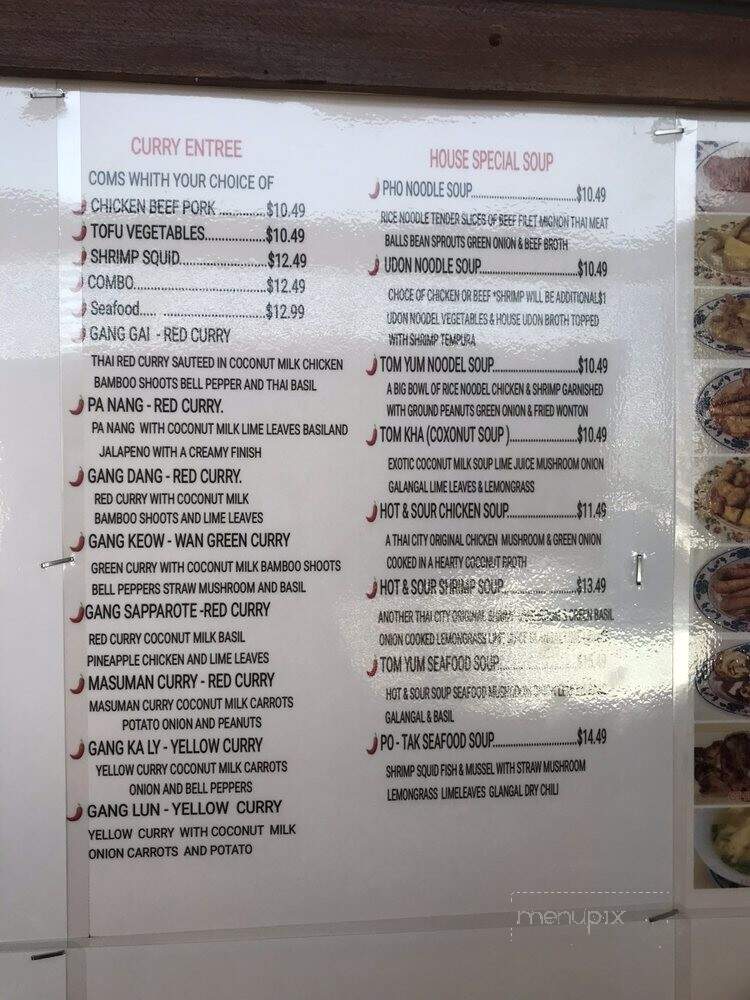 CURRY ENTREE
COMS WHITH YOUR CHOICE OF
CHICKEN BEEF PORK ..............$10.49
TOFU VEGETABLES..................$10.49
SHRIMP SQUID..........................$12.49
COMBO.....................................$12.49
Seafood..... ..............................$12.99
GANG GAI - RED CURRY
THAI RED CURRY SAUTEED IN COCONUT MILK CHICKEN
BAMBOO SHOOTS BELL PEPPER AND THAI BASIL
PA NANG - RED CURRY.
PA NANG WITH COCONUT MILK LIME LEAVES BASILAND
JALAPENO WITH A CREAMY FINISH
GANG DANG - RED CURRY.
RED CURRY WITH COCONUT MILK
BAMBOO SHOOTS AND LIME LEAVES
GANG KEOW - WAN GREEN CURRY
GREEN CURRY WITH COCONUT MILK BAMBOO SHOOTS
BELL PEPPERS STRAW MUSHROOM AND BASIL
GANG SAPPAROTE -RED CURRY
RED CURRY COCONUT MILK BASIL
PINEAPPLE CHICKEN AND LIME LEAVES
MASUMAN CURRY - RED CURRY
MASUMAN CURRY COCONUT MILK CARROTS
POTATO ONION AND PEANUTS
GANG KA LY - YELLOW CURRY
YELLOW CURRY COCONUT MILK CARROTS
ONION AND BELL PEPPERS
GANG LUN - YELLOW CURRY
YELLOW CURRY WITH COCONUT MILK
ONION CARROTS AND POTATO
HOUSE SPECIAL SOUP
PHO NOODLE SOUP...............................$10.49
RICE NOODLE TENDER SLICES OF BEEF FILET MIGNON THAI MEAT
BALLS BEAN SPROUTS GREEN ONION & BEEF BROTH
UDON NOODLE SOUP............................$10.49
CHOCE OF CHICKEN OR BEEF *SHRIMP WILL BE ADDITIONAL$1
UDON NOODEL VEGETABLES & HOUSE UDON BROTH TOPPED
WITH SHRIMP TEMPURA
TOM YUM NOODEL SOUP.........................$10.49
A BIG BOWL OF RICE NOODEL CHICKEN & SHRIMP GARNISHED
WITH GROUND PEANUTS GREEN ONION & FRIED WONTON
TOM KHA (COXONUT SOUP )......................$10.49
EXOTIC COCONUT MILK SOUP LIME JUICE MUSHROOM ONION
GALANGAL LIME LEAVES & LEMONGRASS
HOT & SOUR CHICKEN SOUP....................$11.49
A THAI CITY ORIGINAL CHICKEN MUSHROOM & GREEN ONION
COOKED IN A HEARTY COCONUT BROTH
HOT & SOUR SHRIMP SOUP......................$13.49
ANOTHER THAI CITY ORIGINAL SHRIMP GREEN BASIL
ONION COOKED LEMONGRASS
TOM YUM SEAFOOD SOUP
HOT & SOUR SOUP SEAFOOD MUSHROOM
GALANGAL & BASIL
PO - TAK SEAFOOD SOUP........................$14.49
SHRIMP SQUID FISH & MUSSEL WITH STRAW MUSHROOM
LEMONGRASS LIMELEAVES GLANGAL DRY CHILI
menupix